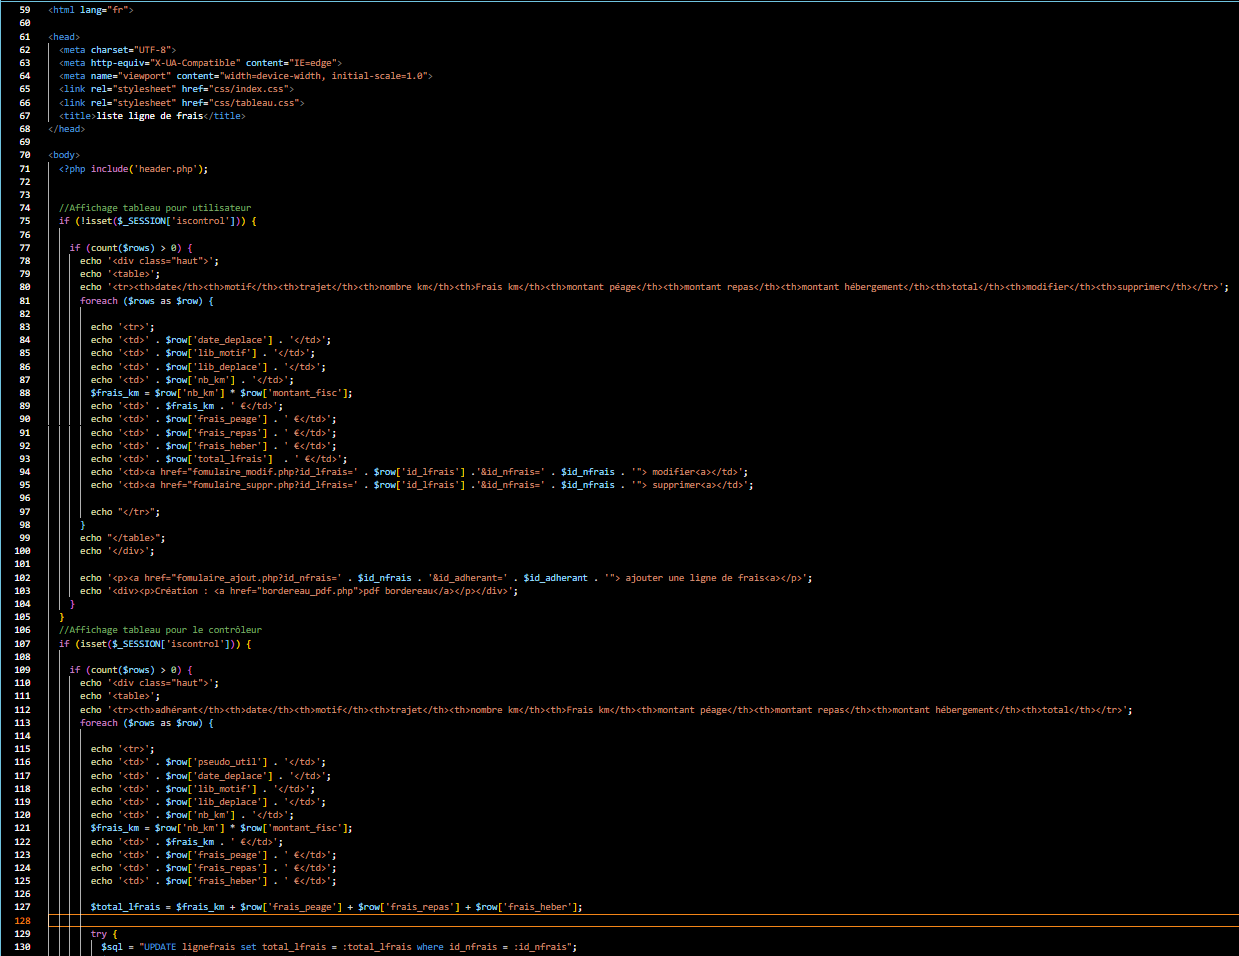 59 <html lang="fr">
60
61 <head>
62 <meta charset="UTF-8">
63 <meta http-equiv="X-UA-Compatible" content="IE=edge">
64 <meta name="viewport" content="width=device-width, initial-scale=1.0">
65 <link rel="stylesheet" href="css/index.css">
66 <link rel="stylesheet" href="css/tableau.css">
67 <title>liste ligne de frais</title>
68 </head>
69
70 <body>
71 <?php include('header.php');
72
73
74 //Affichage tableau pour utilisateur
75 if (!isset($_SESSION['iscontrol'])) {
76
77 if (count($rows) > 0) {
78 echo '<div class="haut">';
79 echo '<table>';
80 echo '<tr><th>date</th><th>motif</th><th>trajet</th><th>nombre km</th><th>Frais km</th><th>montant péage</th><th>montant repas</th><th>montant hébergement</th><th>total</th><th>modifier</th><th>supprimer</th></tr>';
81 foreach ($rows as $row) {
82
83 echo '<tr>';
84 echo '<td>' . $row['date_deplace'] . '</td>';
85 echo '<td>' . $row['lib_motif'] . '</td>';
86 echo '<td>' . $row['lib_deplace'] . '</td>';
87 echo '<td>' . $row['nb_km'] . '</td>';
88 $frais_km = $row['nb_km'] * $row['montant_fisc'];
89 echo '<td>' . $frais_km . ' €</td>';
90 echo '<td>' . $row['frais_peage'] . ' €</td>';
91 echo '<td>' . $row['frais_repas'] . ' €</td>';
92 echo '<td>' . $row['frais_heber'] . ' €</td>';
93 echo '<td>' . $row['total_lfrais']  . ' €</td>';
94 echo '<td><a href="fomulaire_modif.php?id_lfrais=' . $row['id_lfrais'] .'&id_nfrais=' . $id_nfrais . '"> modifier<a></td>';
95 echo '<td><a href="fomulaire_suppr.php?id_lfrais=' . $row['id_lfrais'] .'&id_nfrais=' . $id_nfrais . '"> supprimer<a></td>';
96
97 echo "</tr>";
98 }
99 echo "</table>";
100 echo '</div>';
101
102 echo '<p><a href="fomulaire_ajout.php?id_nfrais=' . $id_nfrais . '&id_adherant=' . $id_adherant . '"> ajouter une ligne de frais<a></p>';
103 echo '<div><p>Création : <a href="bordereau_pdf.php">pdf bordereau</a></p></div>';
104 }
105 }
106 //Affichage tableau pour le contrôleur
107 if (isset($_SESSION['iscontrol'])) {
108
109 if (count($rows) > 0) {
110 echo '<div class="haut">';
111 echo '<table>';
112 echo '<tr><th>adhérant</th><th>date</th><th>motif</th><th>trajet</th><th>nombre km</th><th>Frais km</th><th>montant péage</th><th>montant repas</th><th>montant hébergement</th><th>total</th></tr>';
113 foreach ($rows as $row) {
114
115 echo '<tr>';
116 echo '<td>' . $row['pseudo_util'] . '</td>';
117 echo '<td>' . $row['date_deplace'] . '</td>';
118 echo '<td>' . $row['lib_motif'] . '</td>';
119 echo '<td>' . $row['lib_deplace'] . '</td>';
120 echo '<td>' . $row['nb_km'] . '</td>';
121 $frais_km = $row['nb_km'] * $row['montant_fisc'];
122 echo '<td>' . $frais_km . ' €</td>';
123 echo '<td>' . $row['frais_peage'] . ' €</td>';
124 echo '<td>' . $row['frais_repas'] . ' €</td>';
125 echo '<td>' . $row['frais_heber'] . ' €</td>';
126
127 $total_lfrais = $frais_km + $row['frais_peage'] + $row['frais_repas'] + $row['frais_heber'];
128
129 try {
130 $sql = "UPDATE lignefrais set total_lfrais = :total_lfrais where id_nfrais = :id_nfrais";